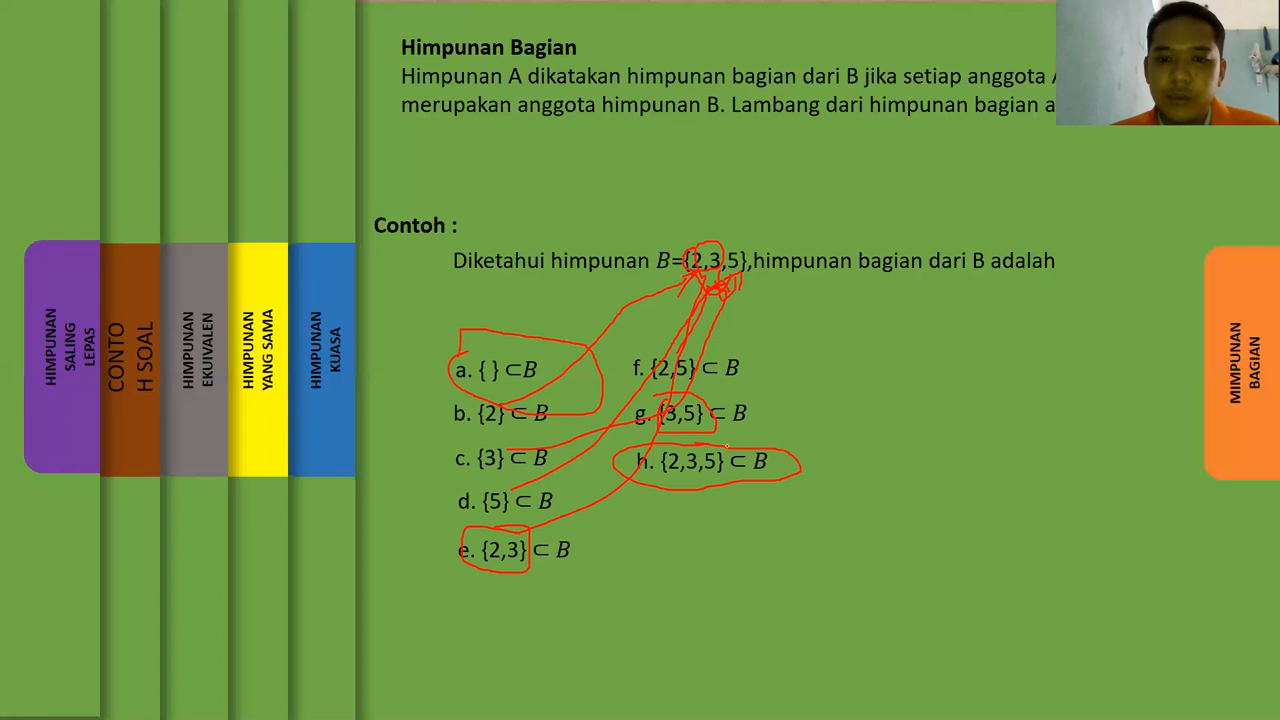 Himpunan Bagian
Himpunan A dikatakan himpunan bagian dari B jika setiap anggota A
merupakan anggota himpunan B. Lambang dari himpunan bagian a
Contoh :
Diketahui himpunan B={2,3,5},himpunan bagian dari B adalah
a. { } ⊂B
b. {2} ⊂ B
c. {3} ⊂ B
d. {5} ⊂ B
e. {2,3} ⊂ B
f. {2,5} ⊂ B
g. {3,5} ⊂ B
h. {2,3,5} ⊂ B
HIMPUNAN
SALING
LEPAS
CONTO
H SOAL
HIMPUNAN
EKUIVALEN
HIMPUNAN
YANG SAMA
HIMPUNAN
KUASA
MIMPUNAN
BAGIAN